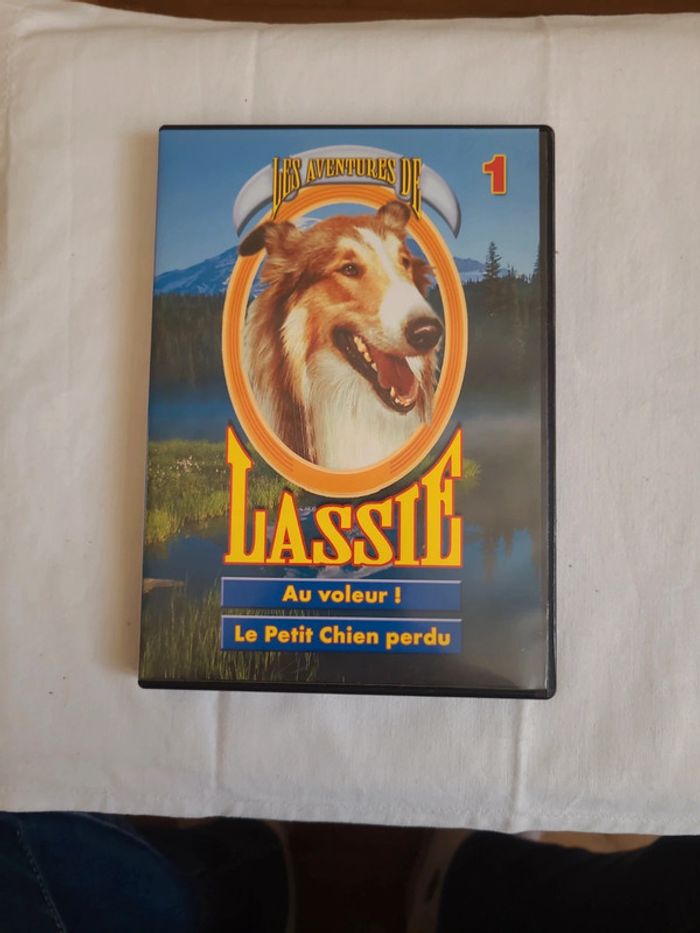 LES AVENTURES DE
1
LASSIE
Au voleur !
Le Petit Chien perdu